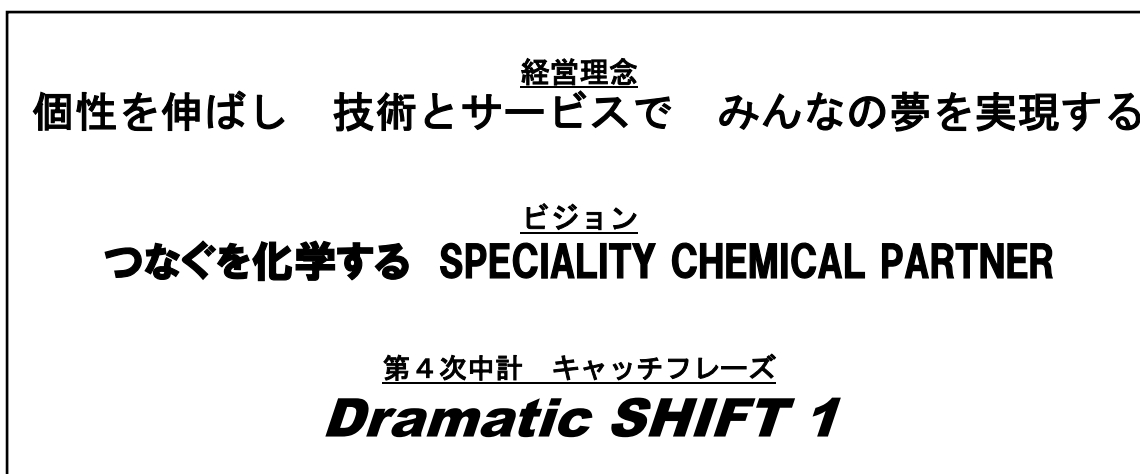 経営理念
個性を伸ばし　技術とサービスで　みんなの夢を実現する
ビジョン
つなぐを化学する　SPECIALITY CHEMICAL PARTNER
第４次中計　キャッチフレーズ
Dramatic SHIFT 1